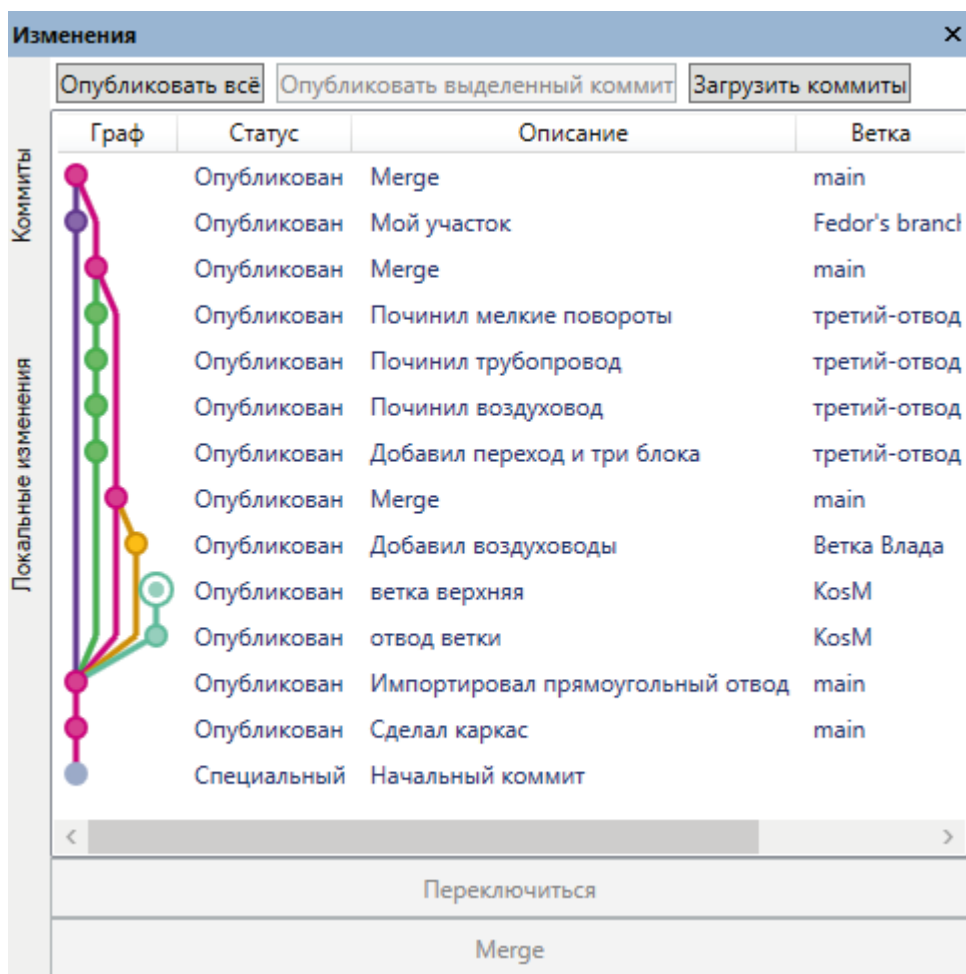 Изменения
Коммиты
Локальные изменения
Опубликовать всё Опубликовать выделенный коммит Загрузить коммиты
Граф Статус Описание Ветка
Опубликован Merge main
Опубликован Мой участок Fedor's branch
Опубликован Merge main
Опубликован Починил мелкие повороты третий-отвод
Опубликован Починил трубопровод третий-отвод
Опубликован Починил воздуховод третий-отвод
Опубликован Добавил переход и три блока третий-отвод
Опубликован Merge main
Опубликован Добавил воздуховоды Ветка Влада
Опубликован ветка верхняя KosM
Опубликован отвод ветки KosM
Опубликован Импортировал прямоугольный отвод main
Опубликован Сделал каркас main
Специальный Начальный коммит
Переключиться
Merge